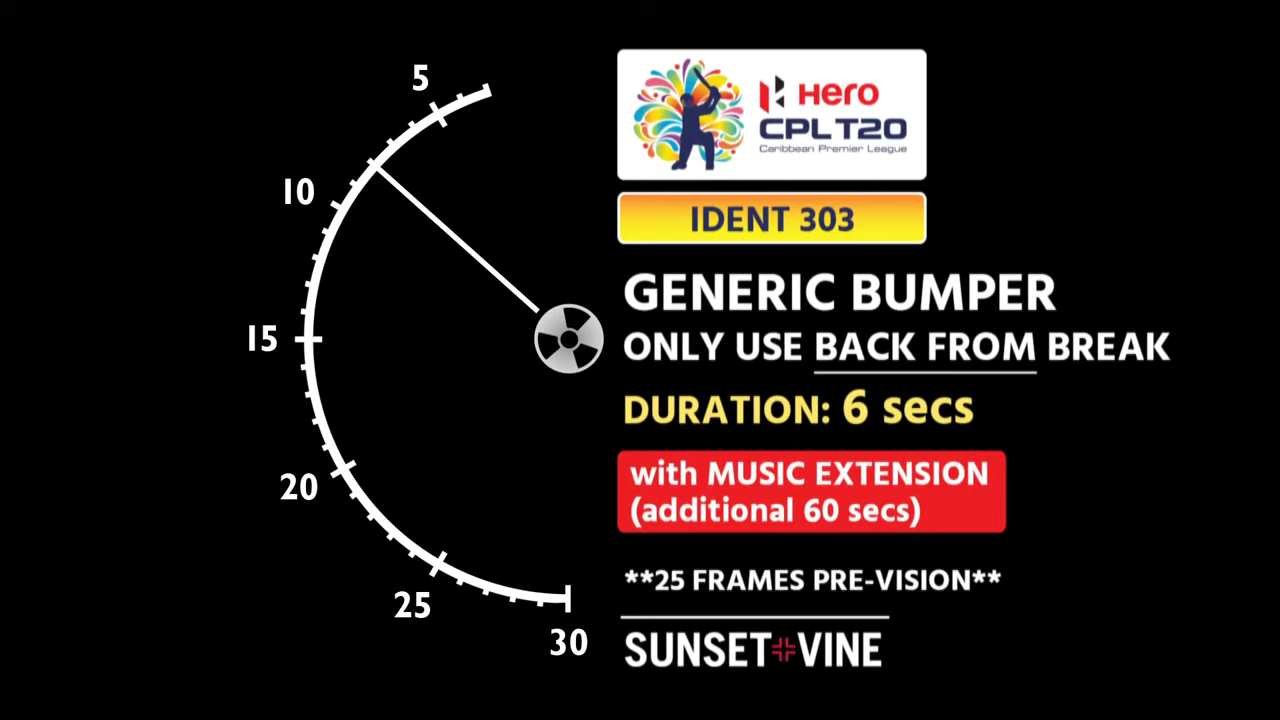 5
10
15
20
25
30
Hero
CPL T20
Caribbean Premier League
IDENT 303
GENERIC BUMPER
ONLY USE BACK FROM BREAK
DURATION: 6 secs
with MUSIC EXTENSION
(additional 60 secs)
**25 FRAMES PRE-VISION**
SUNSET+VINE